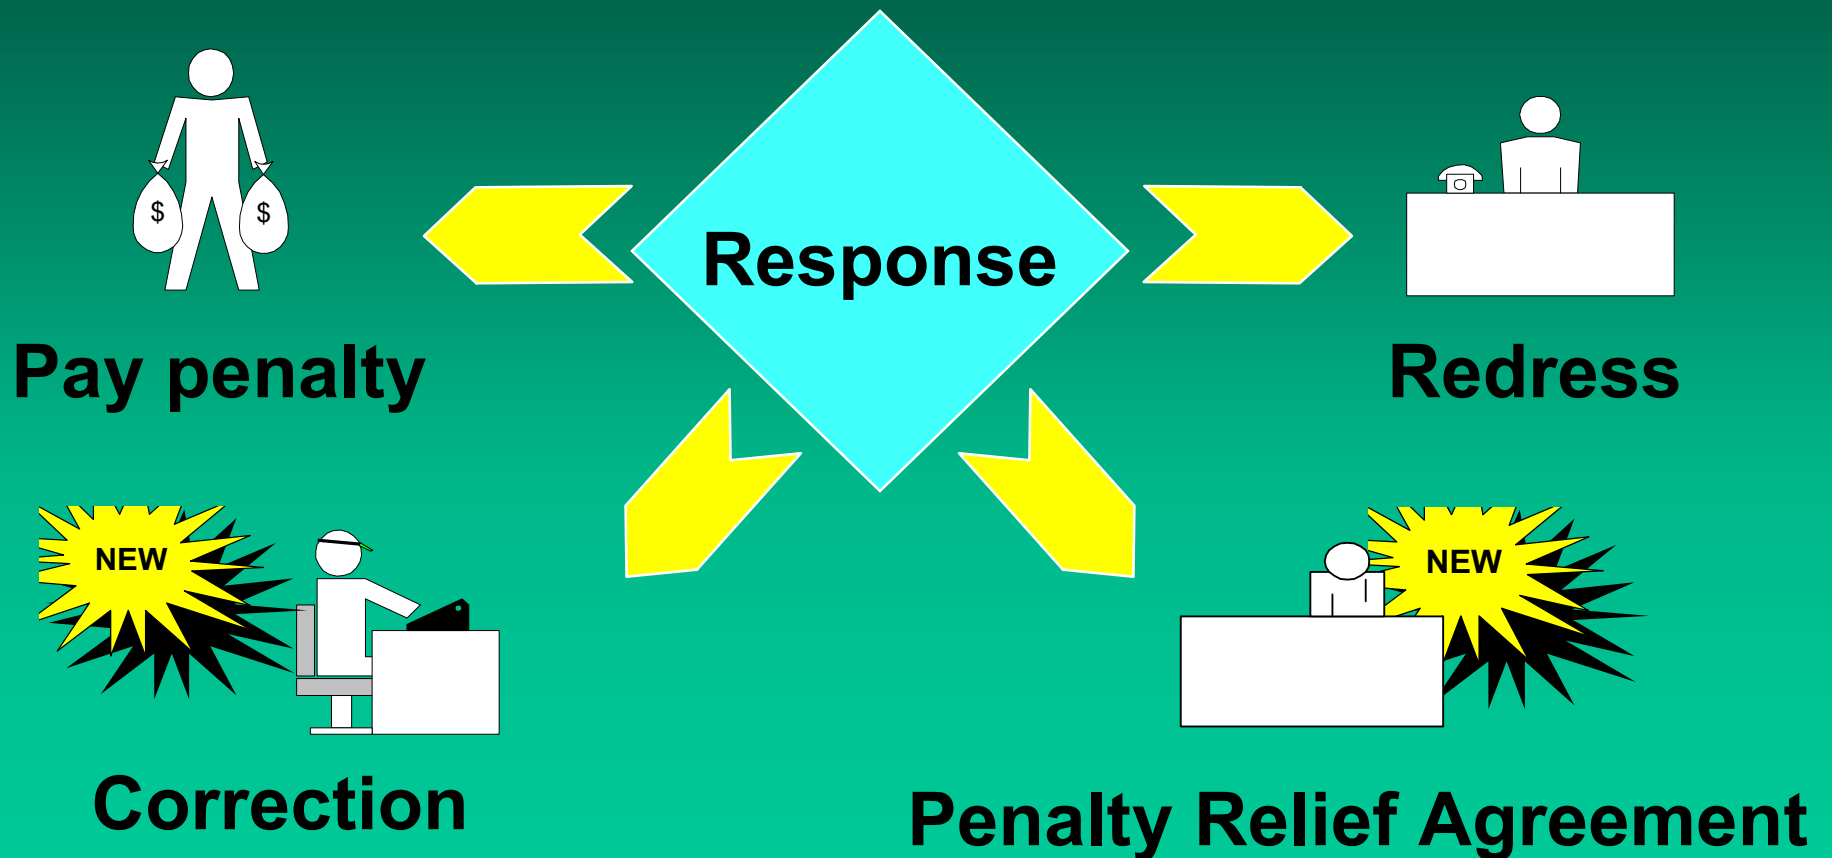 $ $
Response
Pay penalty
Redress
NEW
NEW
Correction
Penalty Relief Agreement